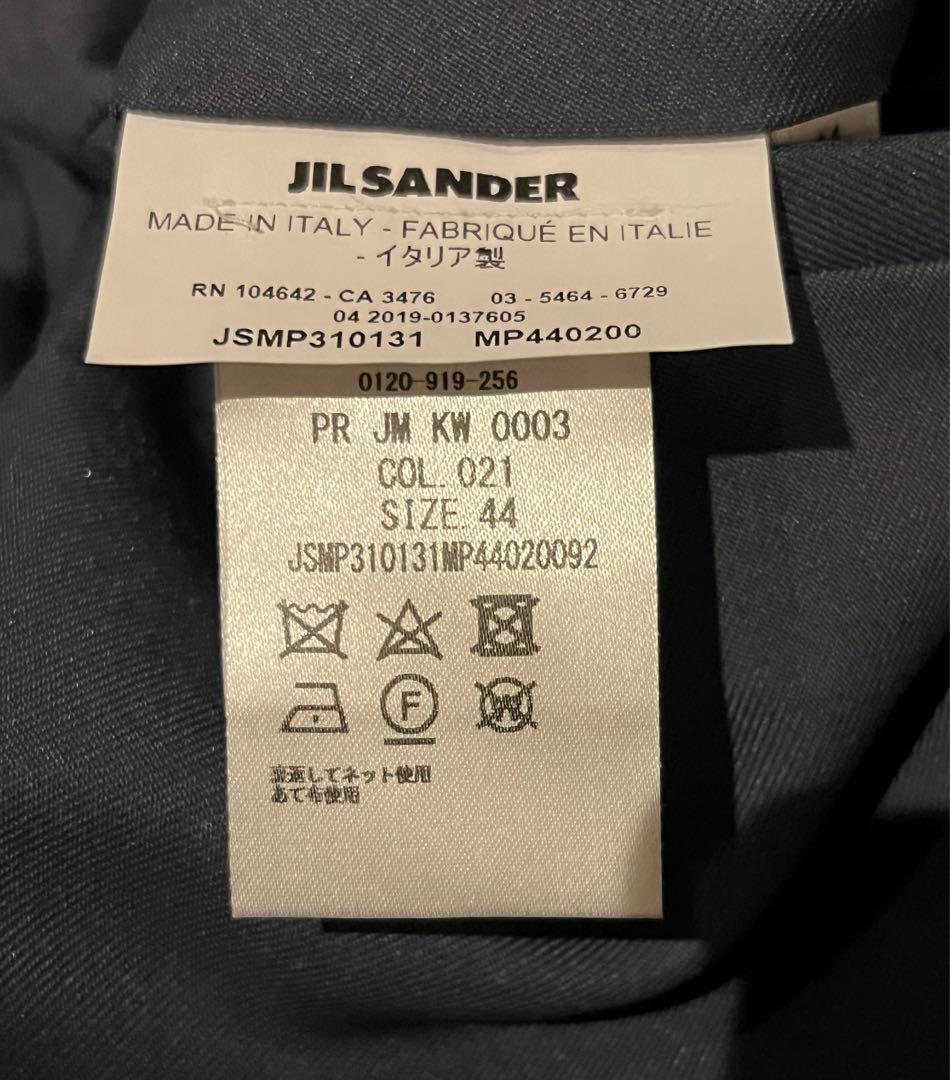 JIL SANDER
MADE IN ITALY - FABRIQUÉ EN ITALIE
- イタリア製
RN 104642 - CA 3476 03 - 5464 - 6729
04 2019-0137605
JSMP310131 MP440200
0120-919-256
PR JM KW 0003
COL. 021
SIZE. 44
JSMP310131MP44020092
F
W
裏返してネット使用
あて布使用